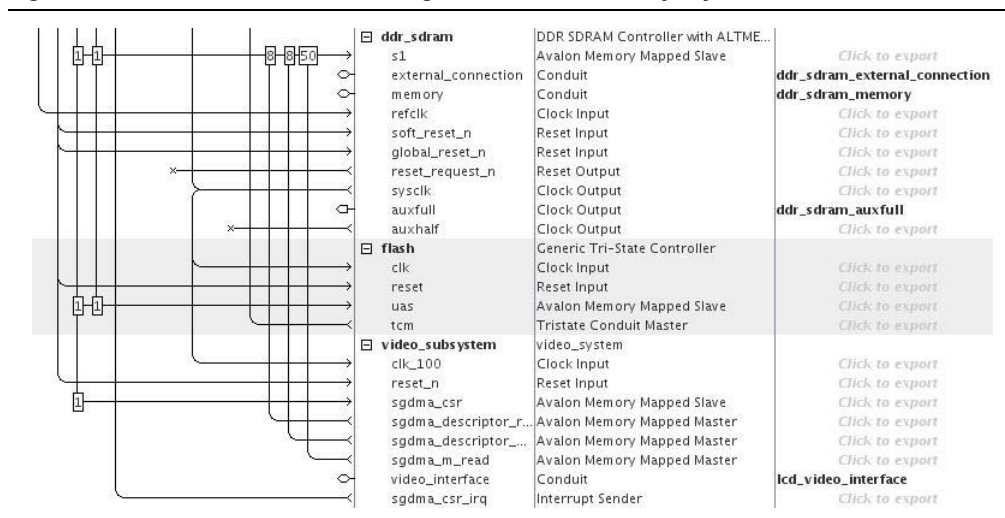 ddr_sdram DDR SDRAM Controller with ALTME...
1 1 8 8 50 s1 Avalon Memory Mapped Slave Click to export
external_connection Conduit ddr_sdram_external_connection
memory Conduit ddr_sdram_memory
refclk Clock Input Click to export
soft_reset_n Reset Input Click to export
global_reset_n Reset Input Click to export
reset_request_n Reset Output Click to export
sysclk Clock Output Click to export
auxfull Clock Output ddr_sdram_auxfull
auxhalf Clock Output Click to export
flash Generic Tri-State Controller
clk Clock Input Click to export
reset Reset Input Click to export
1 1 uas Avalon Memory Mapped Slave Click to export
tcm Tristate Conduit Master Click to export
video_subsystem video_system
clk_100 Clock Input Click to export
reset_n Reset Input Click to export
1 sgdma_csr Avalon Memory Mapped Slave Click to export
sgdma_descriptor_r... Avalon Memory Mapped Master Click to export
sgdma_descriptor_... Avalon Memory Mapped Master Click to export
sgdma_m_read Avalon Memory Mapped Master Click to export
video_interface Conduit lcd_video_interface
sgdma_csr_irq Interrupt Sender Click to export